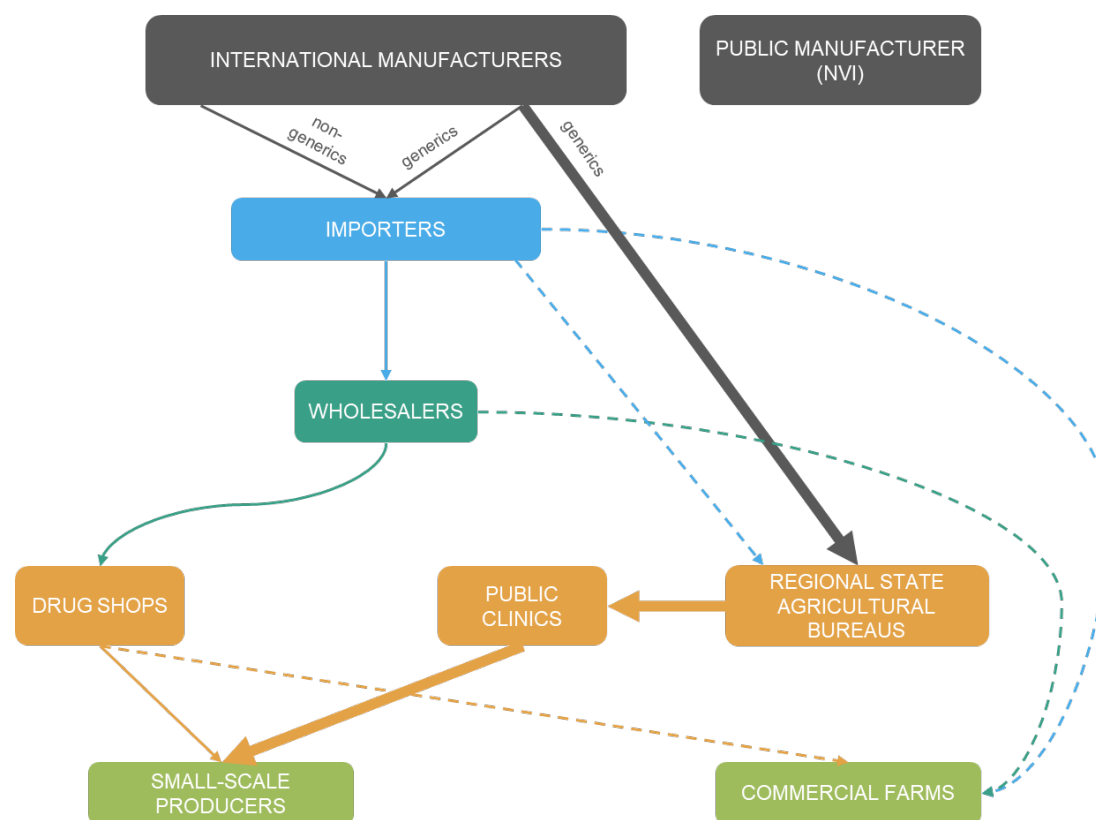 INTERNATIONAL MANUFACTURERS
PUBLIC MANUFACTURER
(NVI)
non-
generics
generics
generics
IMPORTERS
WHOLESALERS
DRUG SHOPS
PUBLIC
CLINICS
REGIONAL STATE
AGRICULTURAL
BUREAUS
SMALL-SCALE
PRODUCERS
COMMERCIAL FARMS